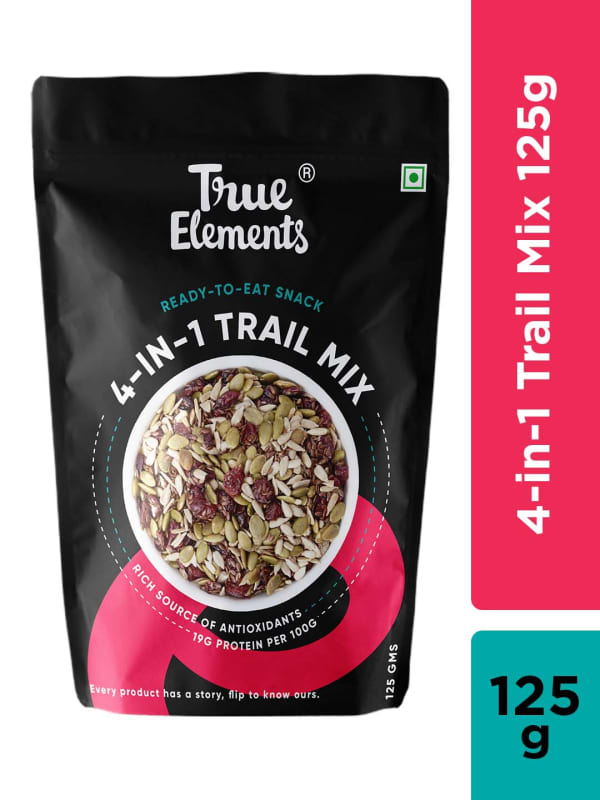 True ®
Elements
READY-TO-EAT SNACK
4-IN-1 TRAIL MIX
RICH SOURCE OF ANTIOXIDANTS
19G PROTEIN PER 100G
Every product has a story, flip to know ours.
125 GMS
4-in-1 Trail Mix 125g
125
g